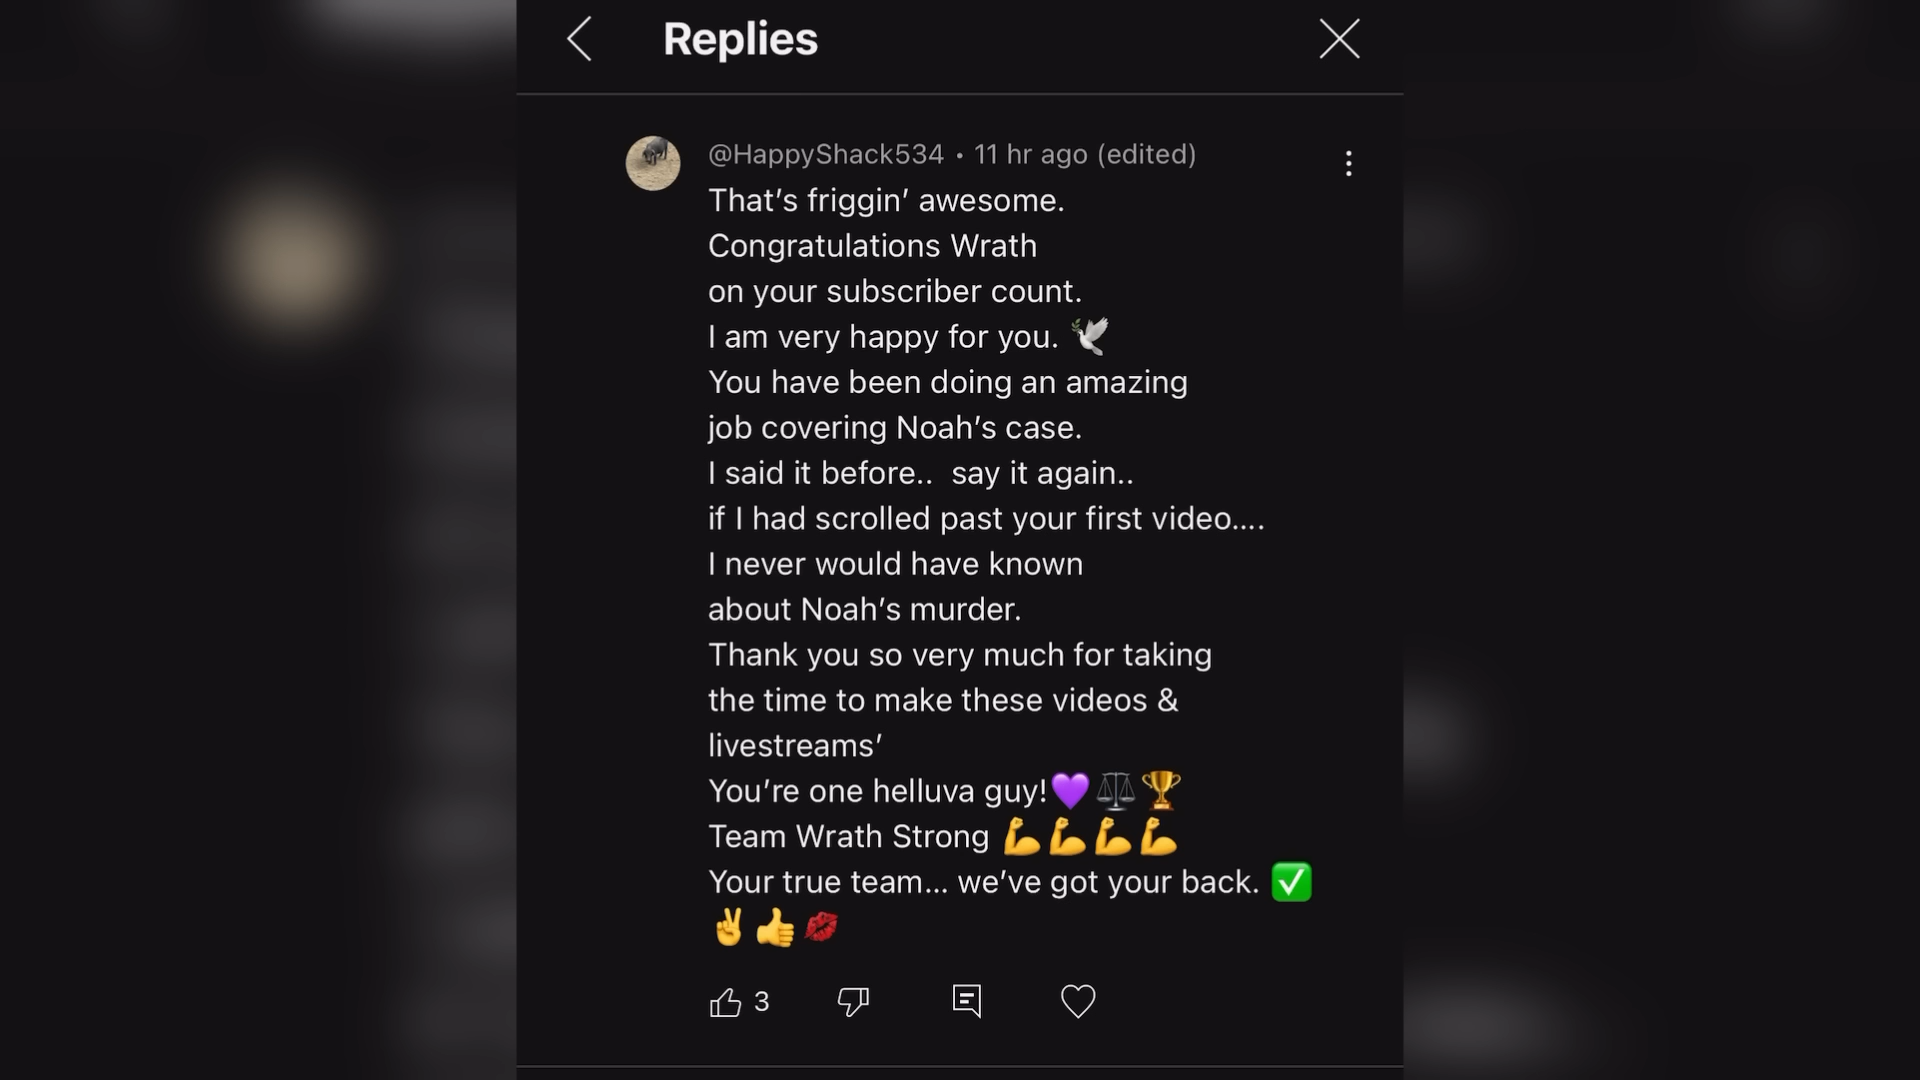 Replies
@HappyShack534 • 11 hr ago (edited)
That’s friggin’ awesome.
Congratulations Wrath
on your subscriber count.
I am very happy for you. 🕊️
You have been doing an amazing
job covering Noah’s case.
I said it before..  say it again..
if I had scrolled past your first video....
I never would have known
about Noah’s murder.
Thank you so very much for taking
the time to make these videos &
livestreams’
You’re one helluva guy!💜⚖️🏆
Team Wrath Strong 💪💪💪💪
Your true team... we’ve got your back. ✅
✌️👍💋
3